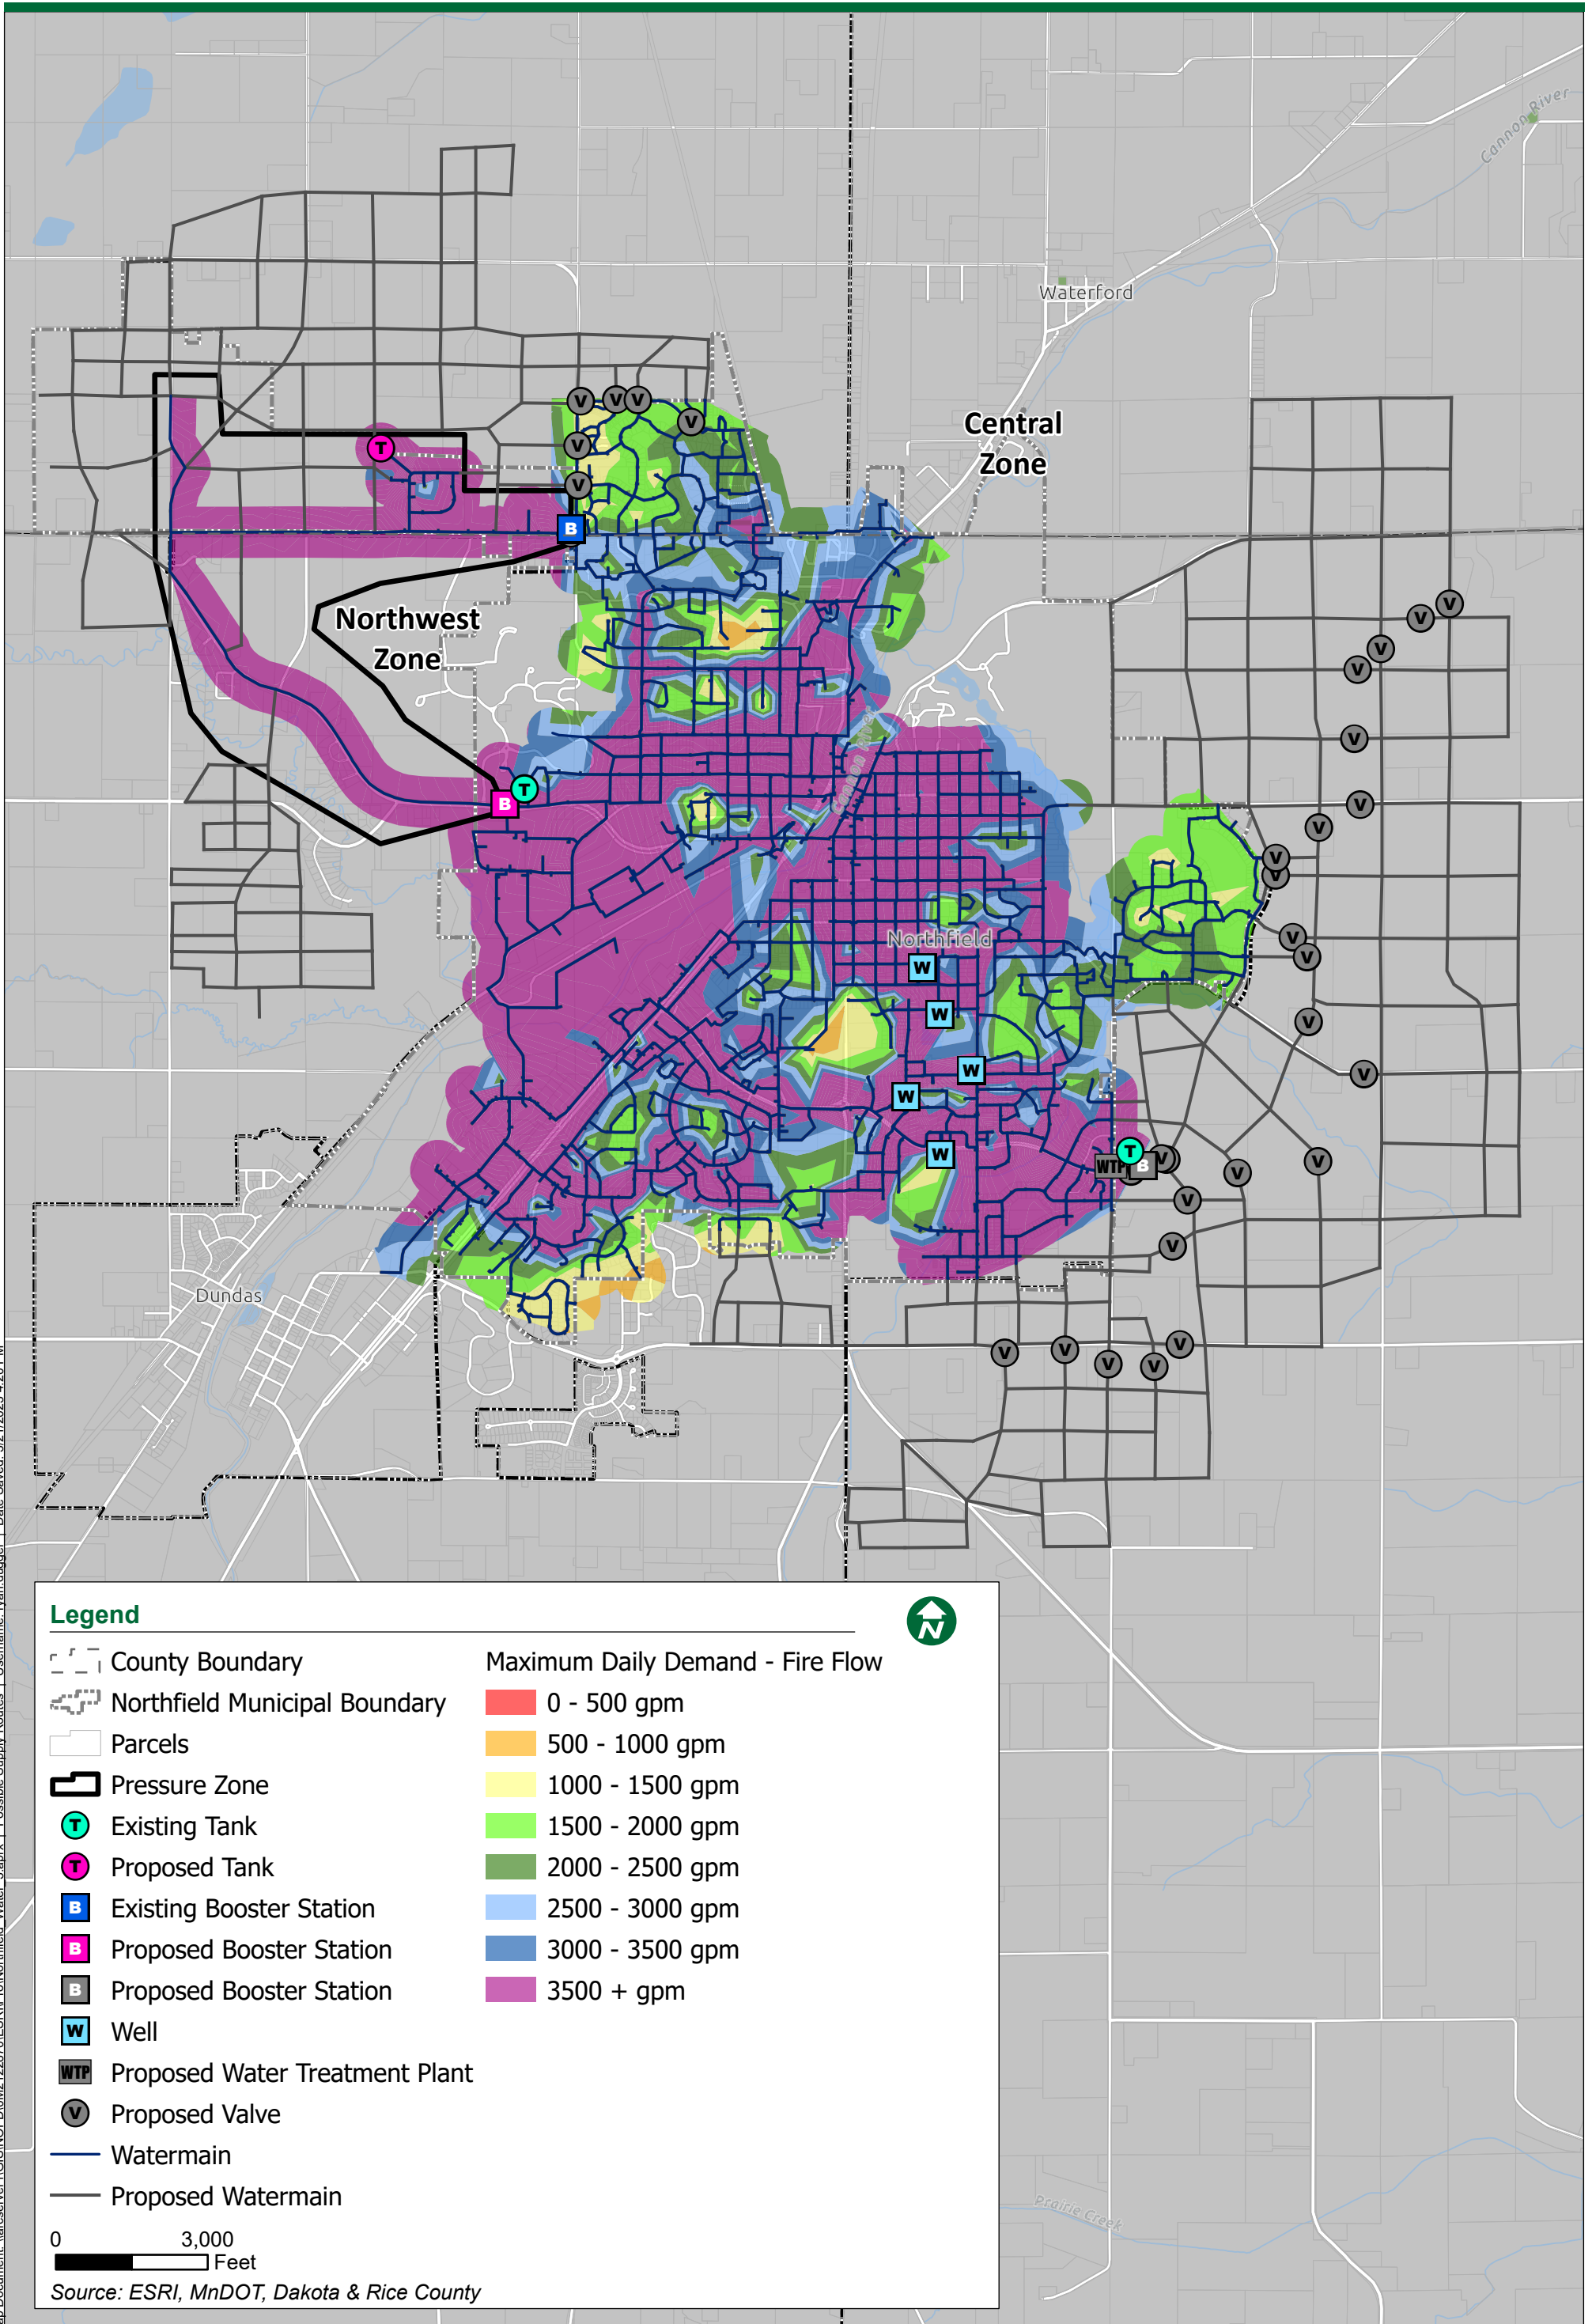 Cannon River
Waterford
Central
Zone
T
V
V
V
V
V
V
B
Northwest
Zone
V
V
V
V
V
V
V
V
V
Cannon River
B
T
Northfield
W
W
W
W
W
V
V
V
V
T
WTP
B
V
V
V
V
V
Dundas
V
V
V
V
V
Legend
N
County Boundary
Northfield Municipal Boundary
Parcels
Pressure Zone
T Existing Tank
T Proposed Tank
B Existing Booster Station
B Proposed Booster Station
B Proposed Booster Station
W Well
WTP Proposed Water Treatment Plant
V Proposed Valve
Watermain
Proposed Watermain
Maximum Daily Demand - Fire Flow
0 - 500 gpm
500 - 1000 gpm
1000 - 1500 gpm
1500 - 2000 gpm
2000 - 2500 gpm
2500 - 3000 gpm
3000 - 3500 gpm
3500 + gpm
0 3,000
Feet
Source: ESRI, MnDOT, Dakota & Rice County
Prairie Creek